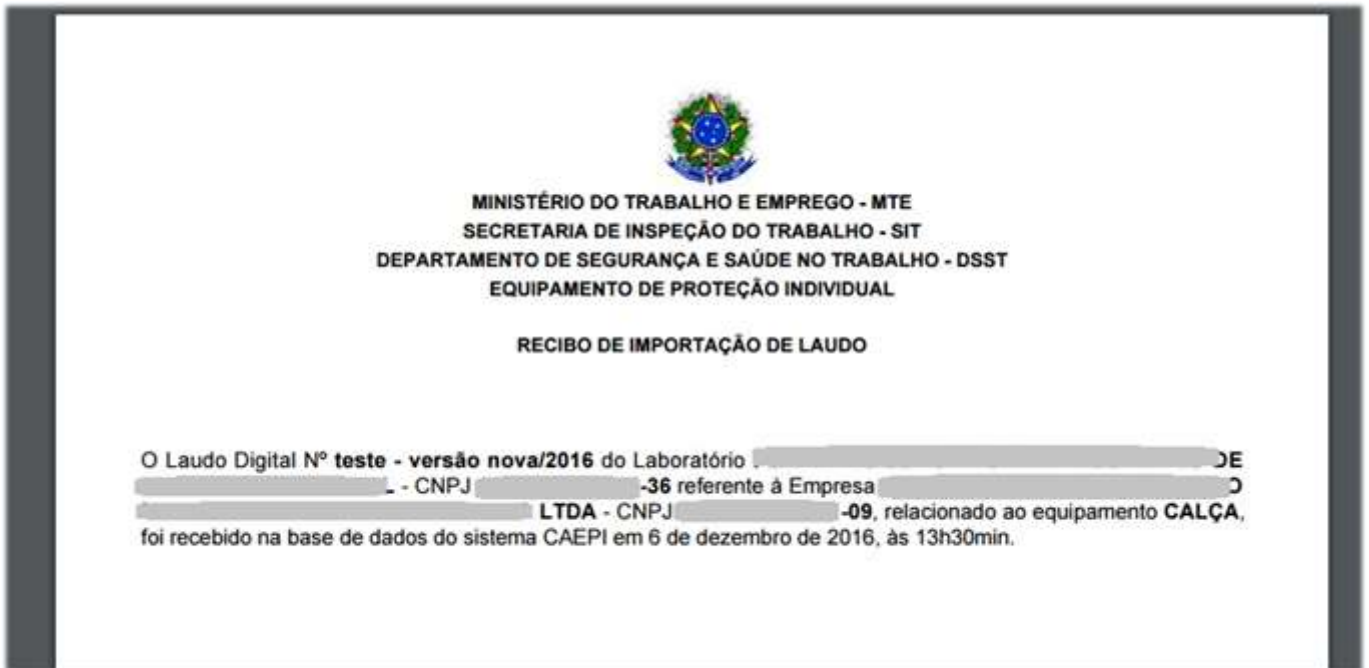 MINISTÉRIO DO TRABALHO E EMPREGO - MTE
SECRETARIA DE INSPEÇÃO DO TRABALHO - SIT
DEPARTAMENTO DE SEGURANÇA E SAÚDE NO TRABALHO - DSST
EQUIPAMENTO DE PROTEÇÃO INDIVIDUAL
RECIBO DE IMPORTAÇÃO DE LAUDO
O Laudo Digital Nº teste - versão nova/2016 do Laboratório DE
- CNPJ -36 referente à Empresa O
LTDA - CNPJ -09, relacionado ao equipamento CALÇA,
foi recebido na base de dados do sistema CAEPI em 6 de dezembro de 2016, às 13h30min.